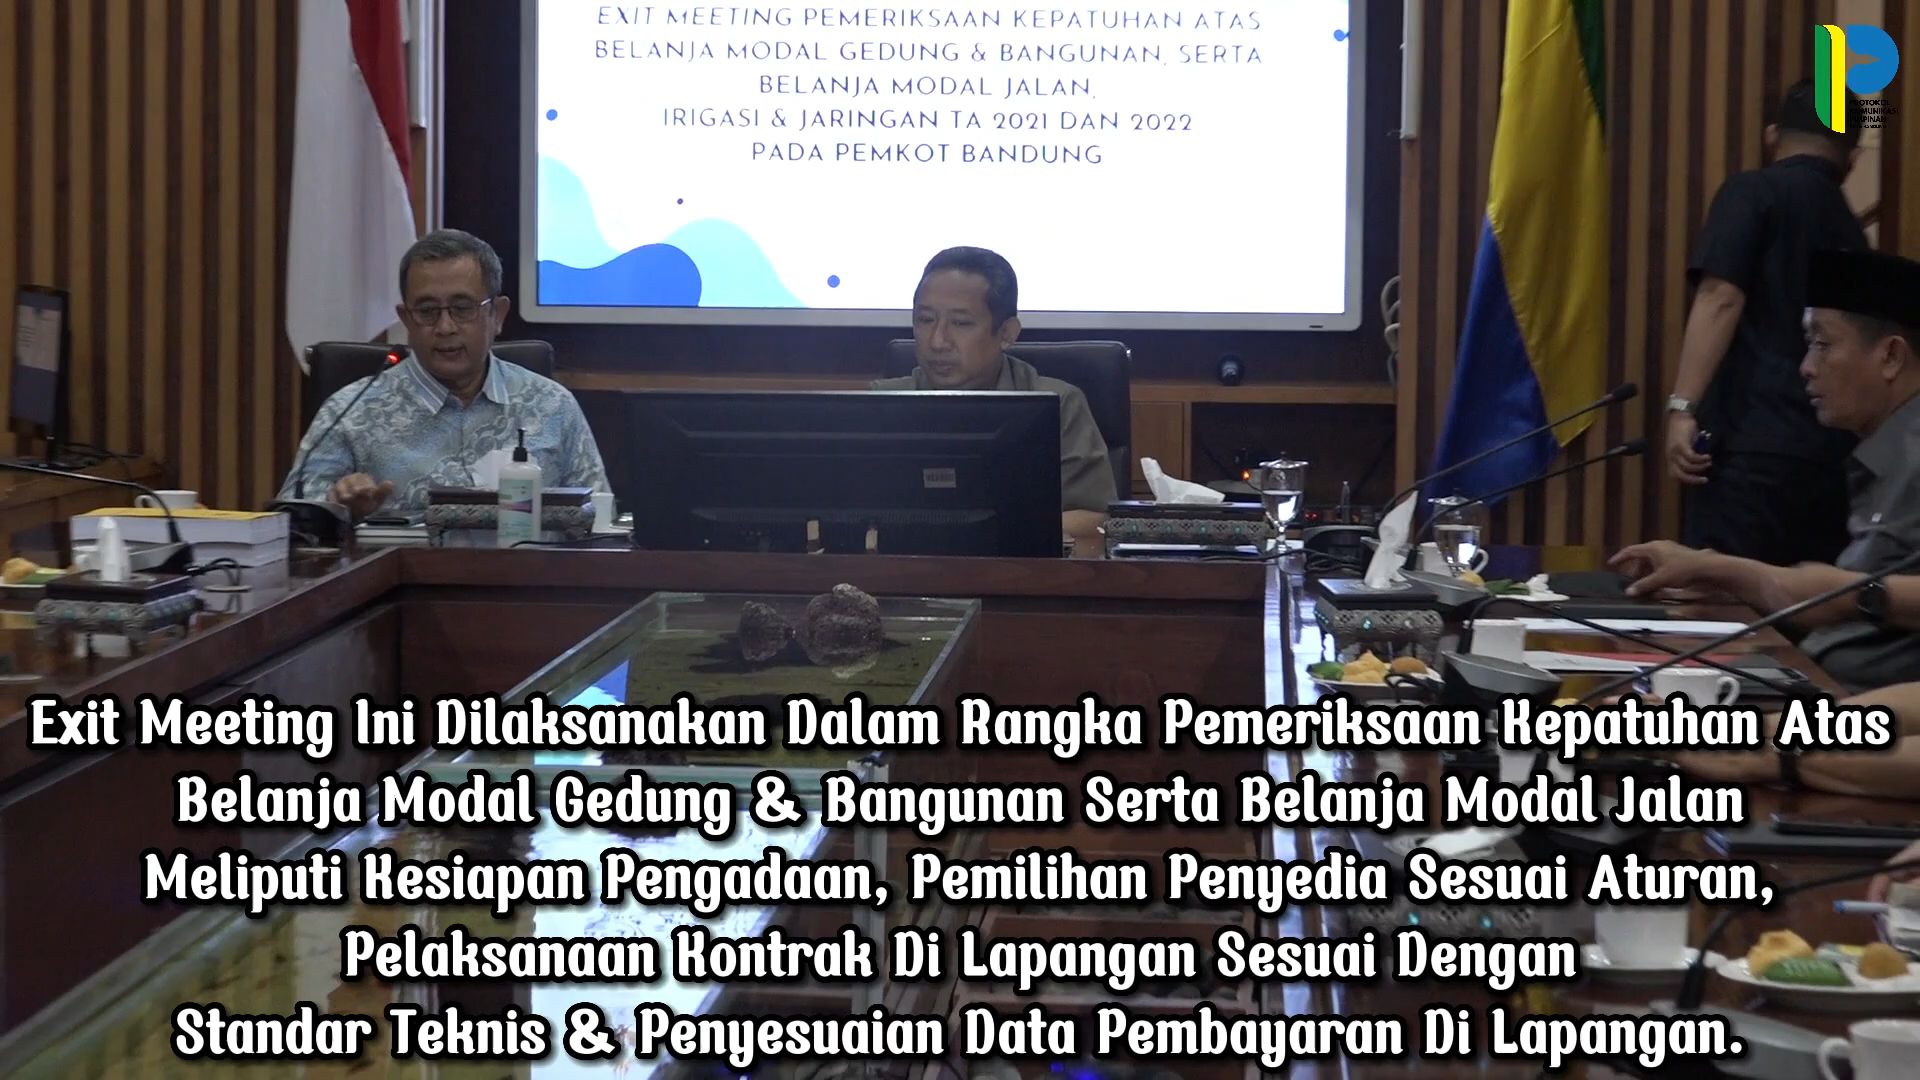 EXIT MEETING PEMERIKSAAN KEPATUHAN ATAS
BELANJA MODAL GEDUNG & BANGUNAN, SERTA
BELANJA MODAL JALAN,
IRIGASI & JARINGAN TA 2021 DAN 2022
PADA PEMKOT BANDUNG
PROTOKOL
KOMUNIKASI
PIMPINAN
Exit Meeting Ini Dilaksanakan Dalam Rangka Pemeriksaan Kepatuhan Atas
Belanja Modal Gedung & Bangunan Serta Belanja Modal Jalan
Meliputi Kesiapan Pengadaan, Pemilihan Penyedia Sesuai Aturan,
Pelaksanaan Kontrak Di Lapangan Sesuai Dengan
Standar Teknis & Penyesuaian Data Pembayaran Di Lapangan.